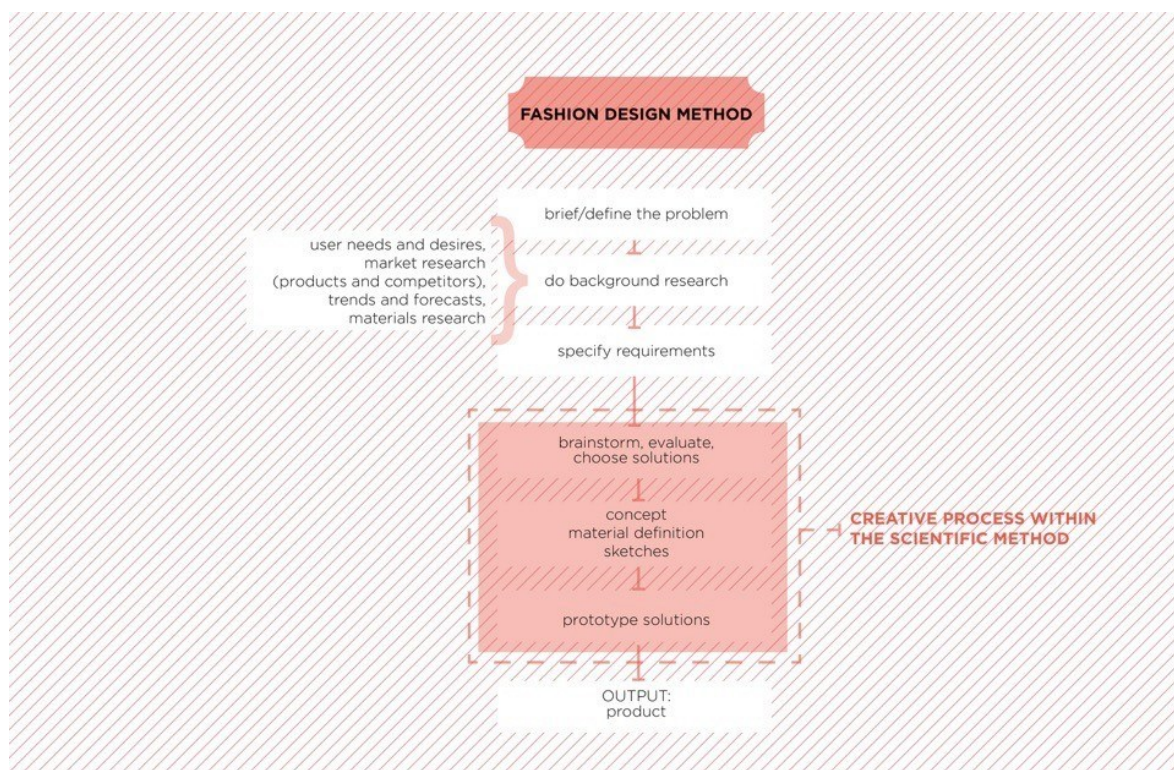 FASHION DESIGN METHOD
brief/define the problem
user needs and desires,
market research
(products and competitors),
trends and forecasts,
materials research
do background research
specify requirements
brainstorm, evaluate,
choose solutions
concept
material definition
sketches
CREATIVE PROCESS WITHIN
THE SCIENTIFIC METHOD
prototype solutions
OUTPUT:
product